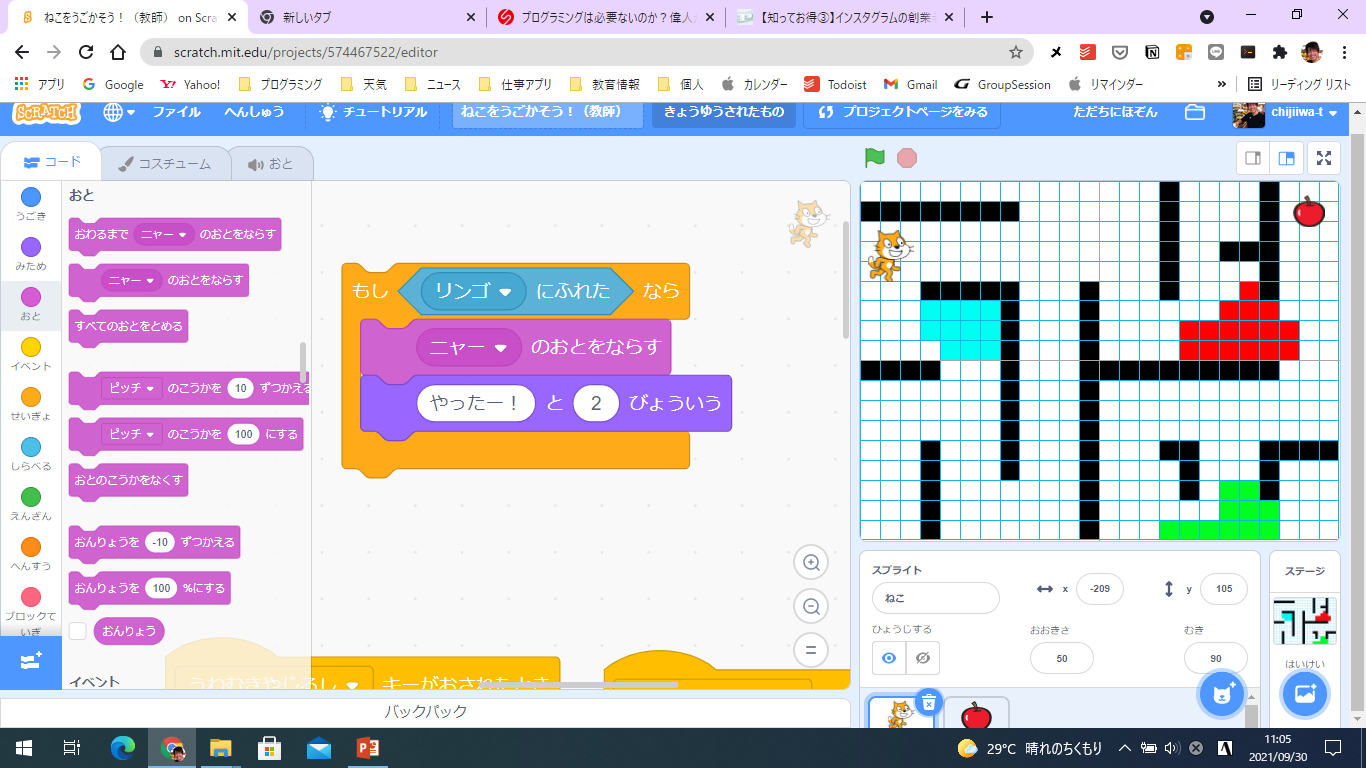 ねこをうごかそう！（教師） on Scra
新しいタブ
プログラミングは必要ないのか？偉人
【知ってお得③】インスタグラムの創業
scratch.mit.edu/projects/574467522/editor
アプリ Google Yahoo! プログラミング 天気 ニュース 仕事アプリ 教育情報 個人 カレンダー Todoist Gmail GroupSession リマインダー » リーディング リスト
SCRATCH ファイル へんしゅう チュートリアル ねこをうごかそう！（教師） きょうゆうされたもの プロジェクトページをみる ただちにほぞん chijiiwa-t
コード コスチューム おと
うごき
みため
おと
イベント
せいぎょ
しらべる
えんざん
へんすう
ブロックて
いぎ
おと
おわるまで ニャー のおとをならす
ニャー のおとをならす
すべてのおとをとめる
ピッチ のこうかを 10 ずつかえる
ピッチ のこうかを 100 にする
おとのこうかをなくす
おんりょうを -10 ずつかえる
おんりょうを 100 %にする
おんりょう
イベント
もし リンゴ にふれた なら
ニャー のおとをならす
やったー！ と 2 びょういう
うわむきやじるし キーがおされたとき
バックパック
スプライト
ねこ
x -209 y 105
ひょうじする おおきさ むき
50 90
ステージ
はいけい
29°C 晴れのちくもり A 11:05
2021/09/30